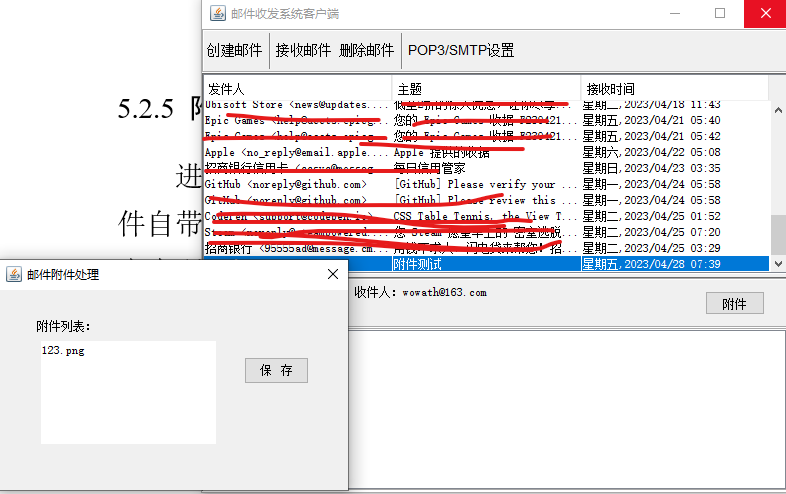 邮件收发系统客户端
创建邮件 接收邮件 删除邮件 POP3/SMTP设置
发件人 主题 接收时间
Ubisoft Store <news@updates.... 星期二,2023/04/18 11:43
Epic Games <help@accts.epicg... 您的 Epic Games 收据 F230421... 星期五,2023/04/21 05:40
Epic Games <help@accts.epicg... 您的 Epic Games 收据 F230421... 星期五,2023/04/21 05:42
Apple <no_reply@email.apple.... Apple 提供的收据 星期六,2023/04/22 05:08
招商银行信用卡 每日信用管家 星期日,2023/04/23 03:35
GitHub <noreply@github.com> [GitHub] Please verify your ... 星期一,2023/04/24 05:58
GitHub <noreply@github.com> [GitHub] Please review this ... 星期一,2023/04/24 05:58
CSS Table Tennis, the View T... 星期二,2023/04/25 01:52
Steam 星期二,2023/04/25 07:20
招商银行 <95555ad@message.cm... 星期二,2023/04/25 03:29
附件测试 星期五,2023/04/28 07:39
收件人: wowath@163.com
附件
5.2.5 附
进
件自带
邮件附件处理
附件列表:
123.png
保 存